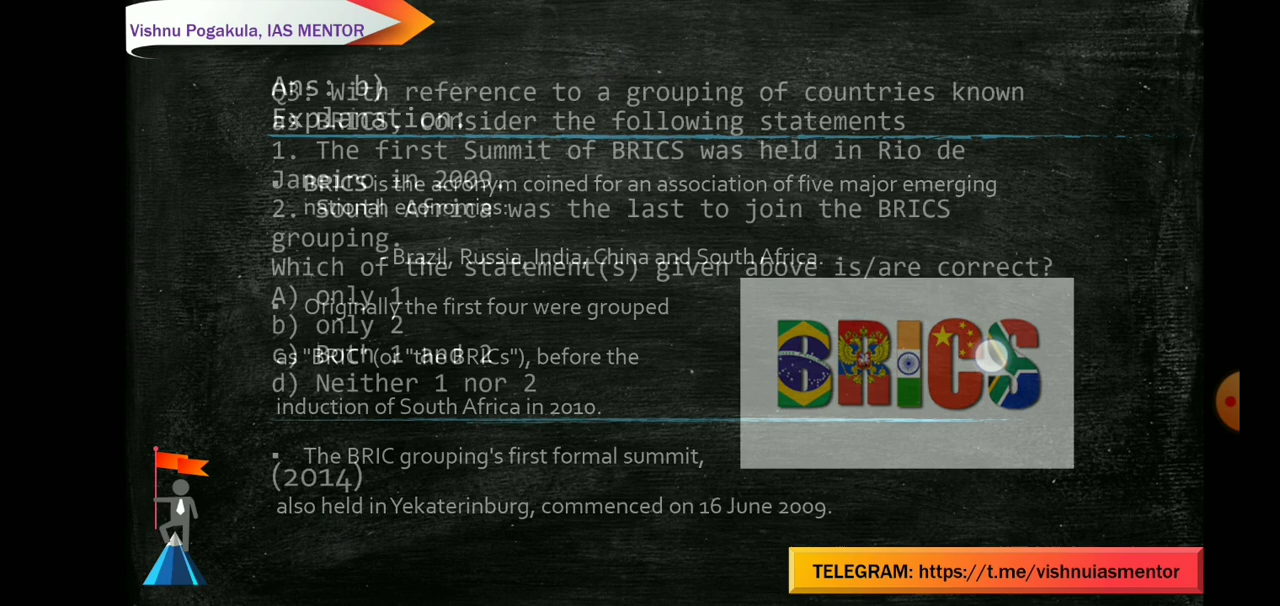 Vishnu Pogakula, IAS MENTOR
Ans: b)
Explanation:
Q3. With reference to a grouping of countries known
as BRICS, consider the following statements
1. The first Summit of BRICS was held in Rio de
Janeiro in 2009.
2. South Africa was the last to join the BRICS
grouping.
Which of the statement(s) given above is/are correct?
A) only 1
b) only 2
c) Both 1 and 2
d) Neither 1 nor 2
(2014)
▪ BRICS is the acronym coined for an association of five major emerging
national economies:
Brazil, Russia, India, China and South Africa.
▪ Originally the first four were grouped
as "BRIC" (or "the BRICs"), before the
induction of South Africa in 2010.
▪ The BRIC grouping's first formal summit,
also held in Yekaterinburg, commenced on 16 June 2009.
BRICS
TELEGRAM: https://t.me/vishnuiasmentor